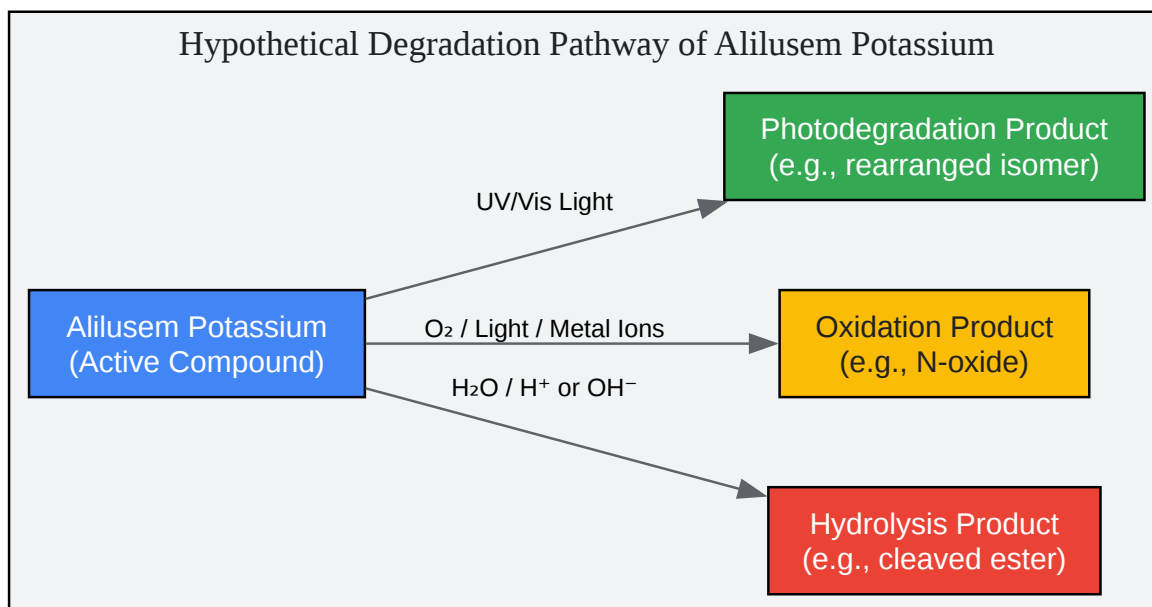 Hypothetical Degradation Pathway of Alilusem Potassium
Photodegradation Product
(e.g., rearranged isomer)
UV/Vis Light
Alilusem Potassium
(Active Compound)
O₂ / Light / Metal Ions
Oxidation Product
(e.g., N-oxide)
H₂O / H⁺ or OH⁻
Hydrolysis Product
(e.g., cleaved ester)